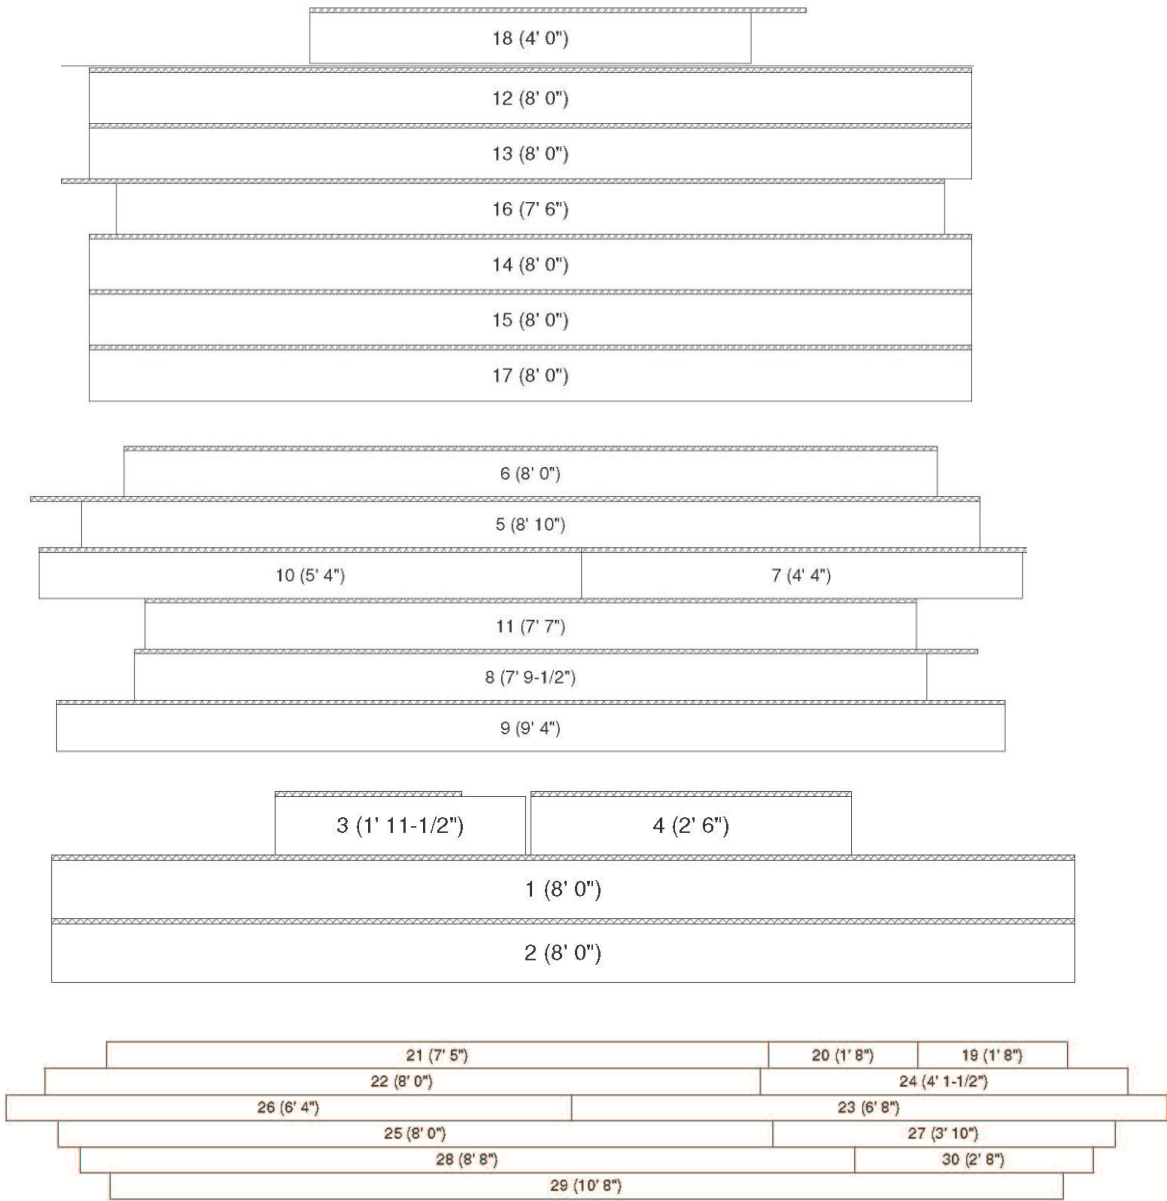 18 (4' 0")
12 (8' 0")
13 (8' 0")
16 (7' 6")
14 (8' 0")
15 (8' 0")
17 (8' 0")
6 (8' 0")
5 (8' 10")
10 (5' 4") 7 (4' 4")
11 (7' 7")
8 (7' 9-1/2")
9 (9' 4")
3 (1' 11-1/2") 4 (2' 6")
1 (8' 0")
2 (8' 0")
21 (7' 5") 20 (1' 8") 19 (1' 8")
22 (8' 0") 24 (4' 1-1/2")
26 (6' 4") 23 (6' 8")
25 (8' 0") 27 (3' 10")
28 (8' 8") 30 (2' 8")
29 (10' 8")